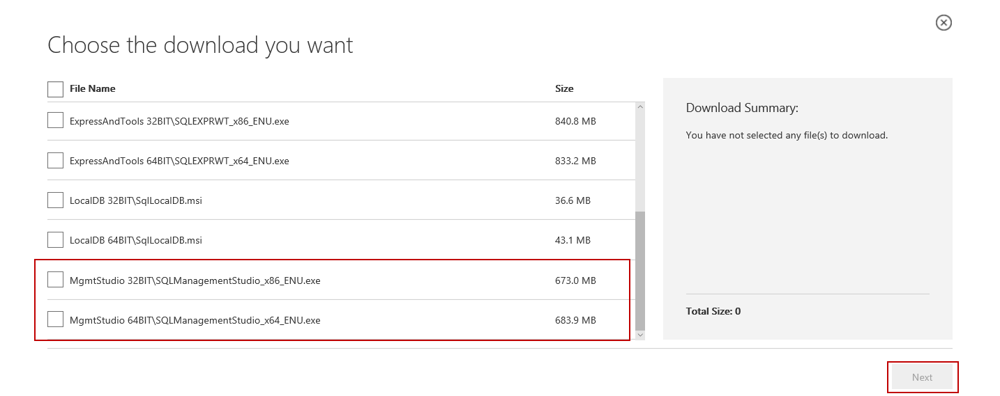 Choose the download you want
File Name Size
ExpressAndTools 32BIT\SQLEXPRWT_x86_ENU.exe 840.8 MB
ExpressAndTools 64BIT\SQLEXPRWT_x64_ENU.exe 833.2 MB
LocalDB 32BIT\SqlLocalDB.msi 36.6 MB
LocalDB 64BIT\SqlLocalDB.msi 43.1 MB
MgmtStudio 32BIT\SQLManagementStudio_x86_ENU.exe 673.0 MB
MgmtStudio 64BIT\SQLManagementStudio_x64_ENU.exe 683.9 MB
Download Summary:
You have not selected any file(s) to download.
Total Size: 0
Next